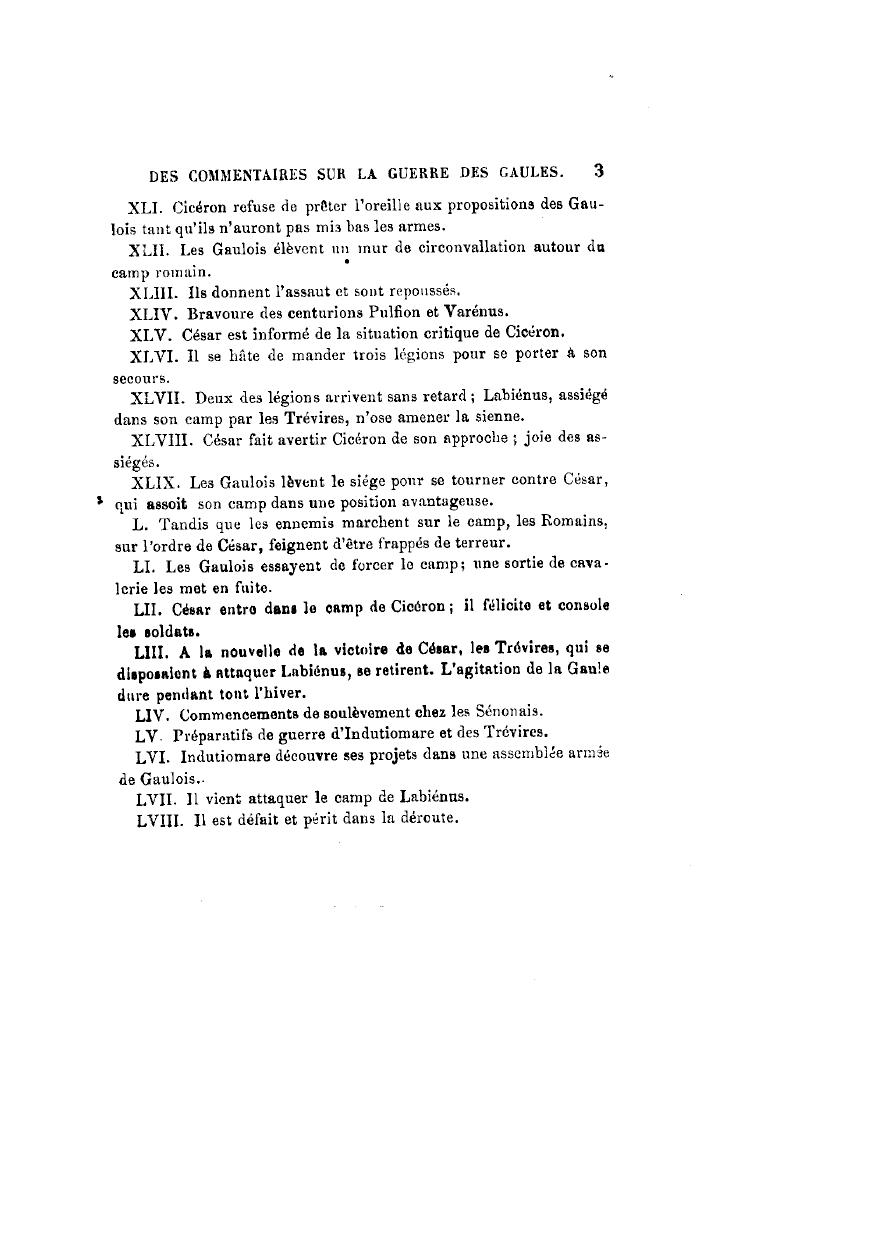 DES COMMENTAIRES SUR LA GUERRE DES GAULES. 3
XLI. Cicéron refuse de prêter l'oreille aux propositions des Gau-
lois tant qu'ils n'auront pas mis bas les armes.
XLII. Les Gaulois élèvent un mur de circonvallation autour du
camp romain.
XLIII. Ils donnent l'assaut et sont repoussés.
XLIV. Bravoure des centurions Pulfion et Varénus.
XLV. César est informé de la situation critique de Cicéron.
XLVI. Il se hâte de mander trois légions pour se porter à son
secours.
XLVII. Deux des légions arrivent sans retard ; Labiénus, assiégé
dans son camp par les Trévires, n'ose amener la sienne.
XLVIII. César fait avertir Cicéron de son approche ; joie des as-
siégés.
XLIX. Les Gaulois lèvent le siége pour se tourner contre César,
qui assoit son camp dans une position avantageuse.
L. Tandis que les ennemis marchent sur le camp, les Romains,
sur l'ordre de César, feignent d'être frappés de terreur.
LI. Les Gaulois essayent de forcer le camp; une sortie de cava-
lerie les met en fuite.
LII. César entre dans le camp de Cicéron ; il félicite et console
les soldats.
LIII. A la nouvelle de la victoire de César, les Trévires, qui se
disposaient à attaquer Labiénus, se retirent. L'agitation de la Gaule
dure pendant tout l'hiver.
LIV. Commencements de soulèvement chez les Sénonais.
LV. Préparatifs de guerre d'Indutiomare et des Trévires.
LVI. Indutiomare découvre ses projets dans une assemblée armée
de Gaulois.
LVII. Il vient attaquer le camp de Labiénus.
LVIII. Il est défait et périt dans la déroute.